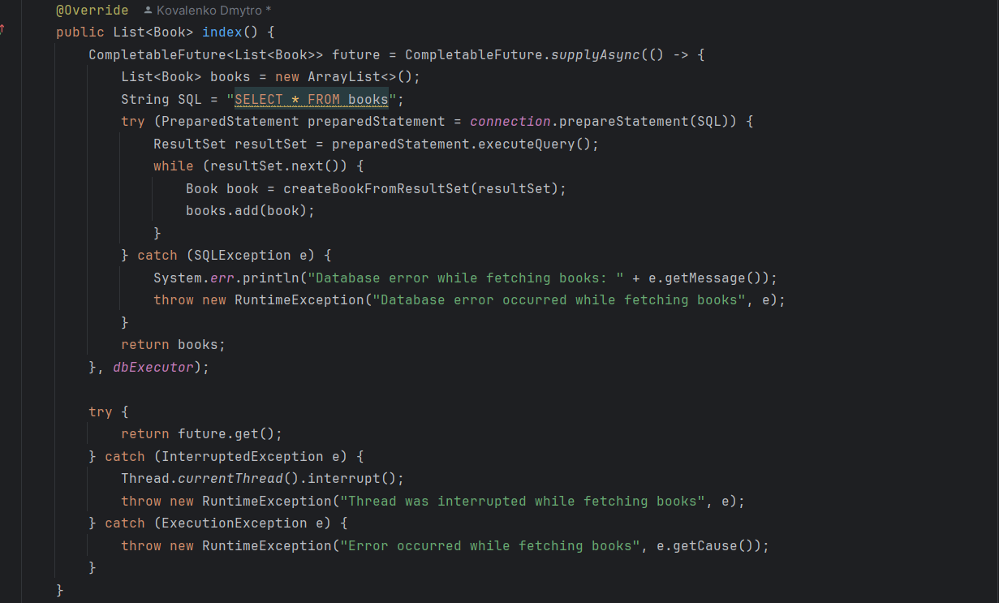 @Override Kovalenko Dmytro *
public List<Book> index() {
CompletableFuture<List<Book>> future = CompletableFuture.supplyAsync(() -> {
List<Book> books = new ArrayList<>();
String SQL = "SELECT * FROM books";
try (PreparedStatement preparedStatement = connection.prepareStatement(SQL)) {
ResultSet resultSet = preparedStatement.executeQuery();
while (resultSet.next()) {
Book book = createBookFromResultSet(resultSet);
books.add(book);
}
} catch (SQLException e) {
System.err.println("Database error while fetching books: " + e.getMessage());
throw new RuntimeException("Database error occurred while fetching books", e);
}
return books;
}, dbExecutor);
try {
return future.get();
} catch (InterruptedException e) {
Thread.currentThread().interrupt();
throw new RuntimeException("Thread was interrupted while fetching books", e);
} catch (ExecutionException e) {
throw new RuntimeException("Error occurred while fetching books", e.getCause());
}
}